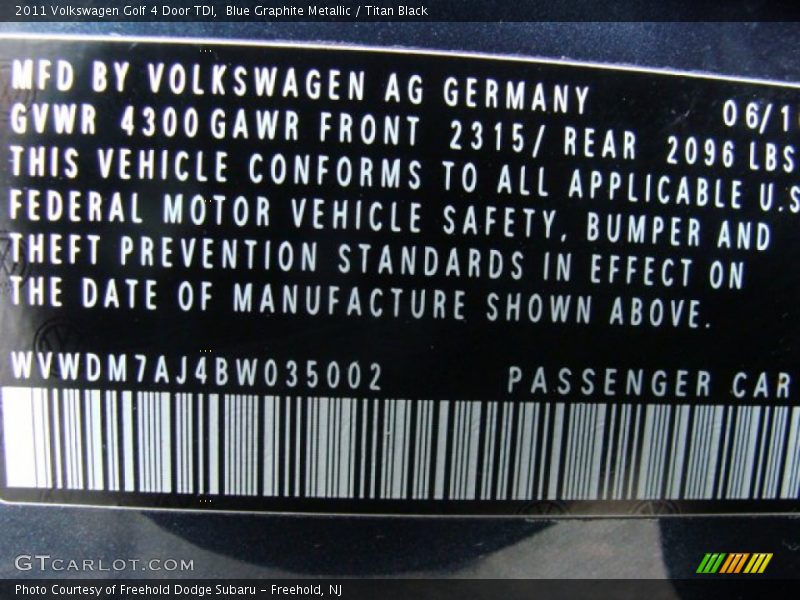 2011 Volkswagen Golf 4 Door TDI,  Blue Graphite Metallic / Titan Black
MFD BY VOLKSWAGEN AG GERMANY 06/1
GVWR 4300 GAWR FRONT 2315/ REAR 2096 LBS
THIS VEHICLE CONFORMS TO ALL APPLICABLE U.S
FEDERAL MOTOR VEHICLE SAFETY, BUMPER AND
THEFT PREVENTION STANDARDS IN EFFECT ON
THE DATE OF MANUFACTURE SHOWN ABOVE.
WVWDM7AJ4BW035002 PASSENGER CAR
GTCARLOT.COM
Photo Courtesy of Freehold Dodge Subaru – Freehold, NJ